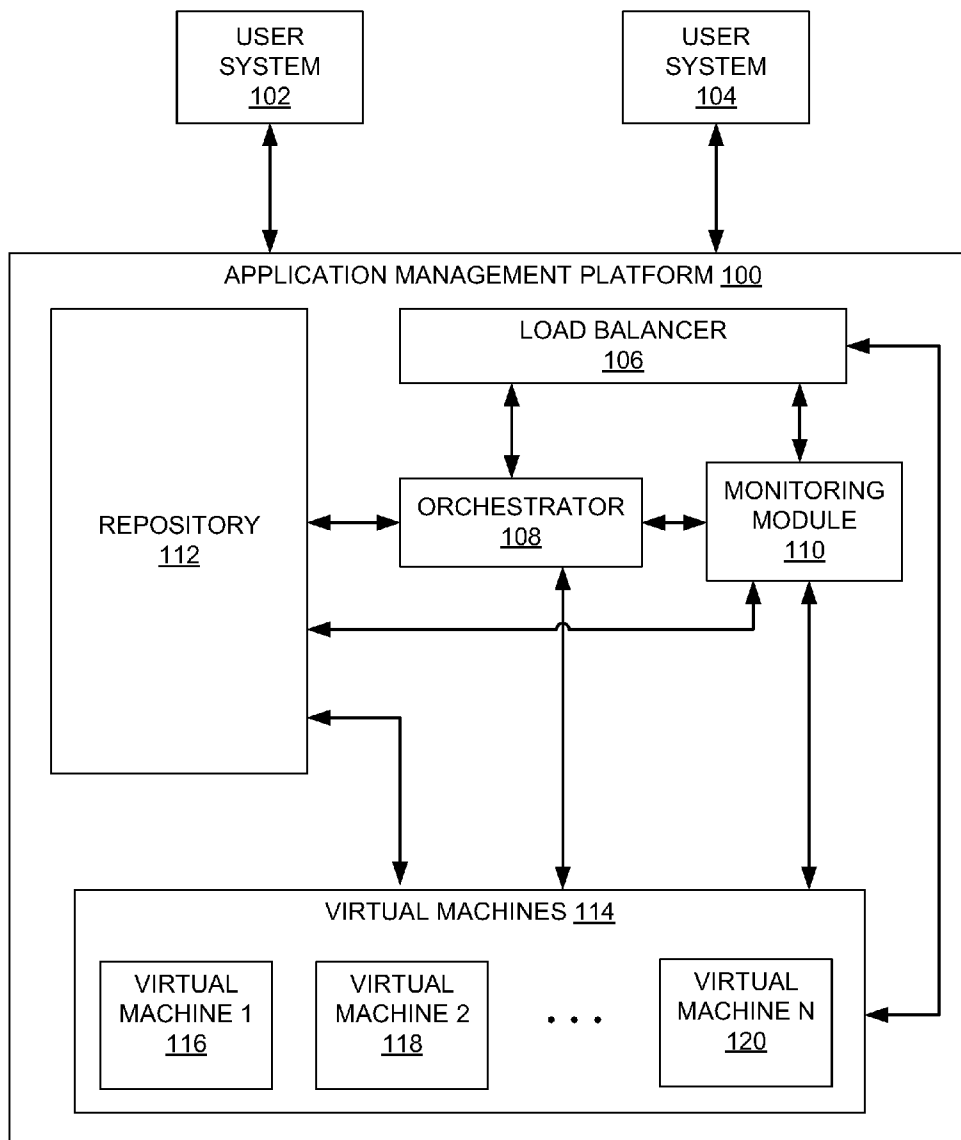 USER
SYSTEM
102
USER
SYSTEM
104
APPLICATION MANAGEMENT PLATFORM 100
LOAD BALANCER
106
REPOSITORY
112
ORCHESTRATOR
108
MONITORING
MODULE
110
VIRTUAL MACHINES 114
VIRTUAL
MACHINE 1
116
VIRTUAL
MACHINE 2
118
. . .
VIRTUAL
MACHINE N
120